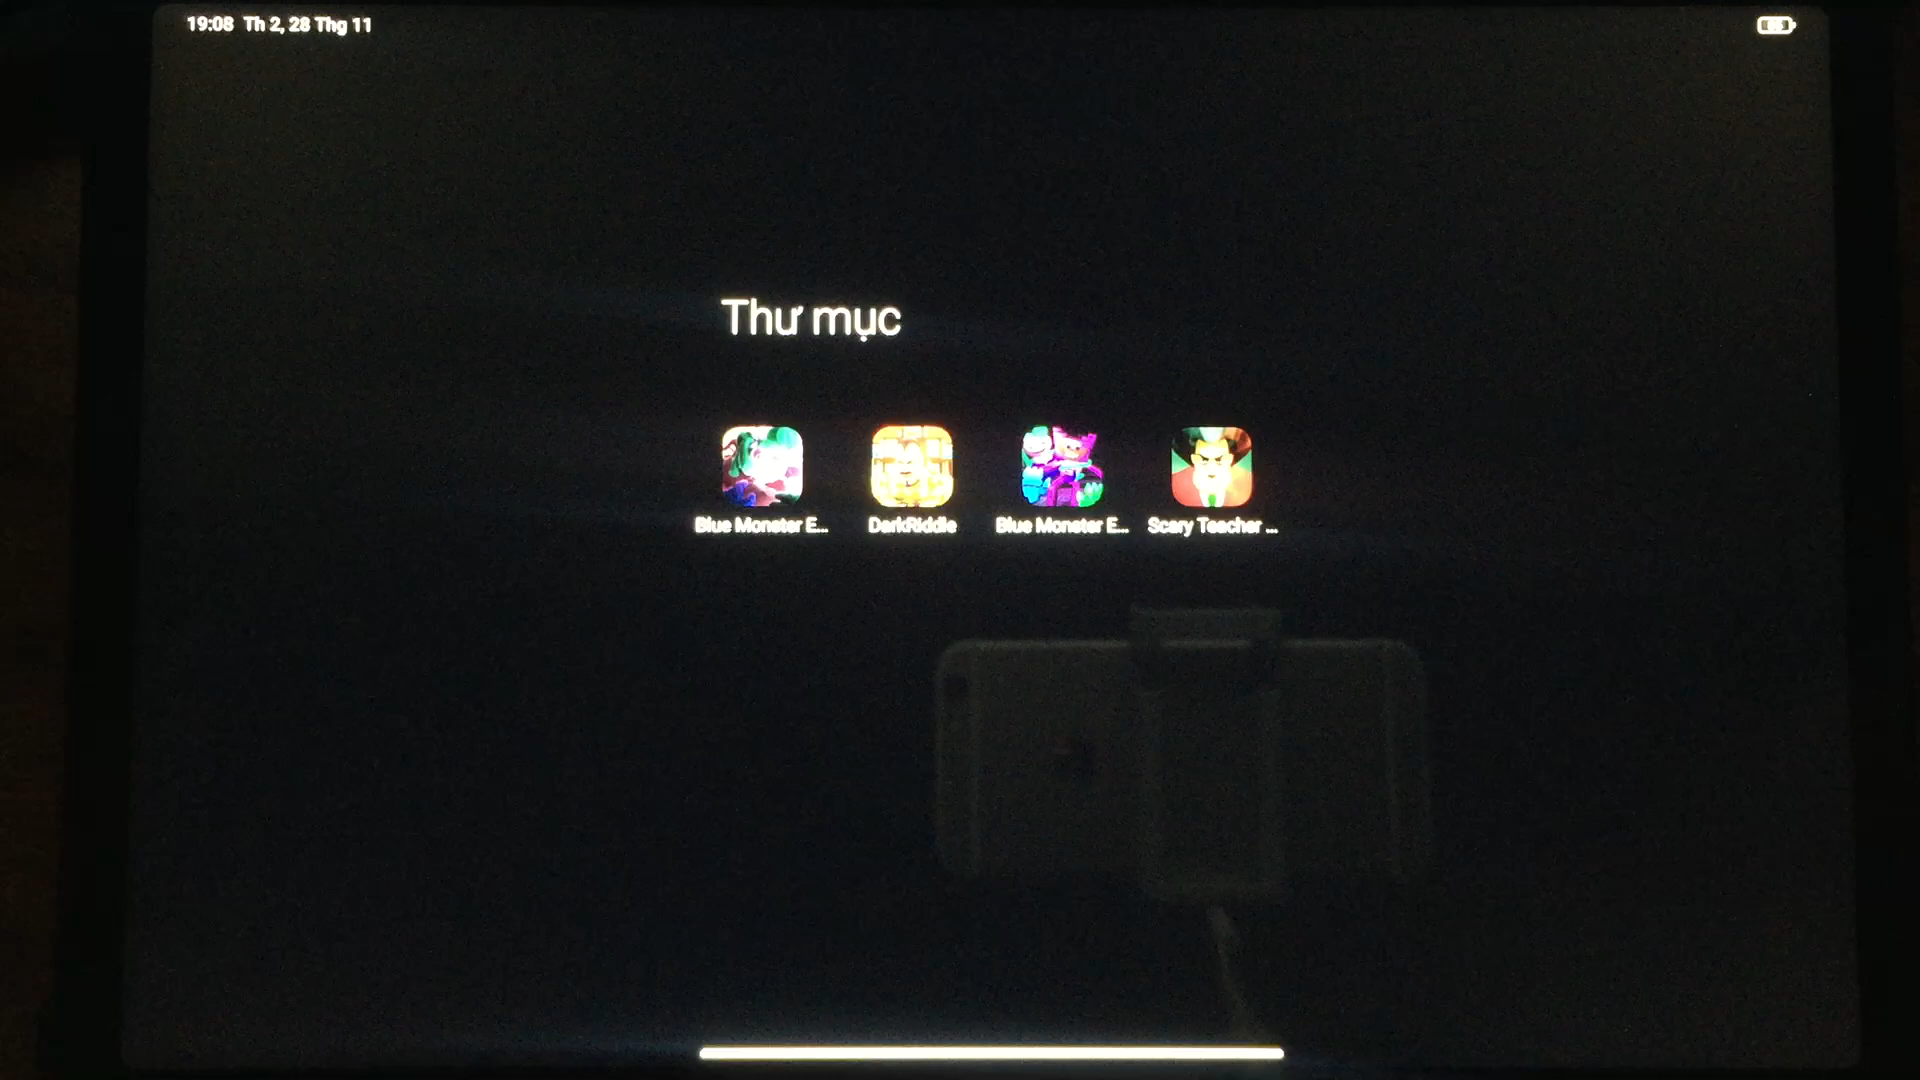 19:08 Th 2, 28 Thg 11
Thư mục
Blue Monster E...
DarkRiddle
Blue Monster E...
Scary Teacher ...